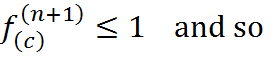 f_{(c)}^{(n+1)} ≤ 1 and so